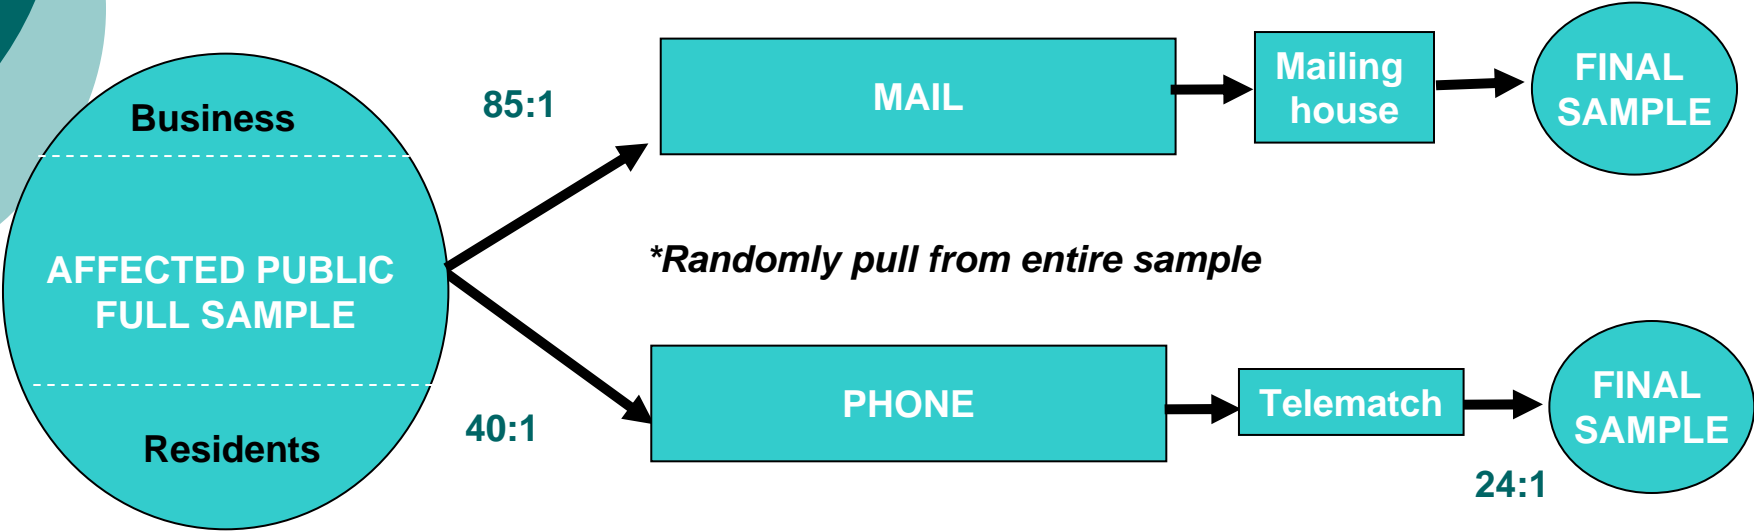 Business
AFFECTED PUBLIC
FULL SAMPLE
Residents
85:1
40:1
MAIL
Mailing
house
FINAL
SAMPLE
*Randomly pull from entire sample
PHONE
Telematch
24:1
FINAL
SAMPLE